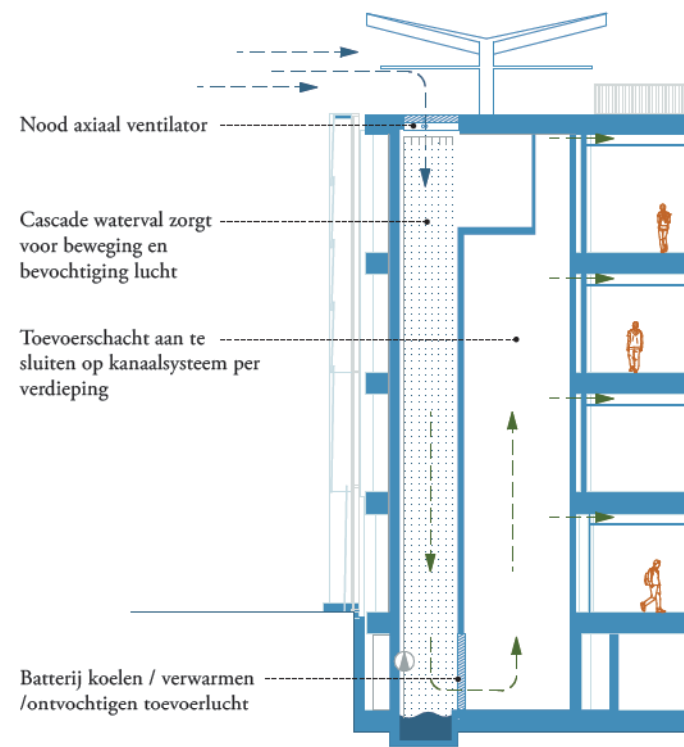 Nood axiaal ventilator
Cascade waterval zorgt
voor beweging en
bevochtiging lucht
Toevoerschacht aan te
sluiten op kanaalsysteem per
verdieping
Batterij koelen / verwarmen
/ontvochtigen toevoerlucht